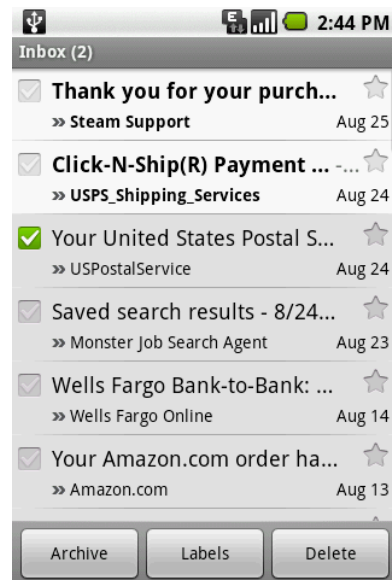 E 2:44 PM
Inbox (2)
Thank you for your purch...
» Steam Support Aug 25
Click-N-Ship(R) Payment ... -...
» USPS_Shipping_Services Aug 24
Your United States Postal S...
» USPostalService Aug 24
Saved search results - 8/24...
» Monster Job Search Agent Aug 23
Wells Fargo Bank-to-Bank: ...
» Wells Fargo Online Aug 14
Your Amazon.com order ha...
» Amazon.com Aug 13
Archive Labels Delete